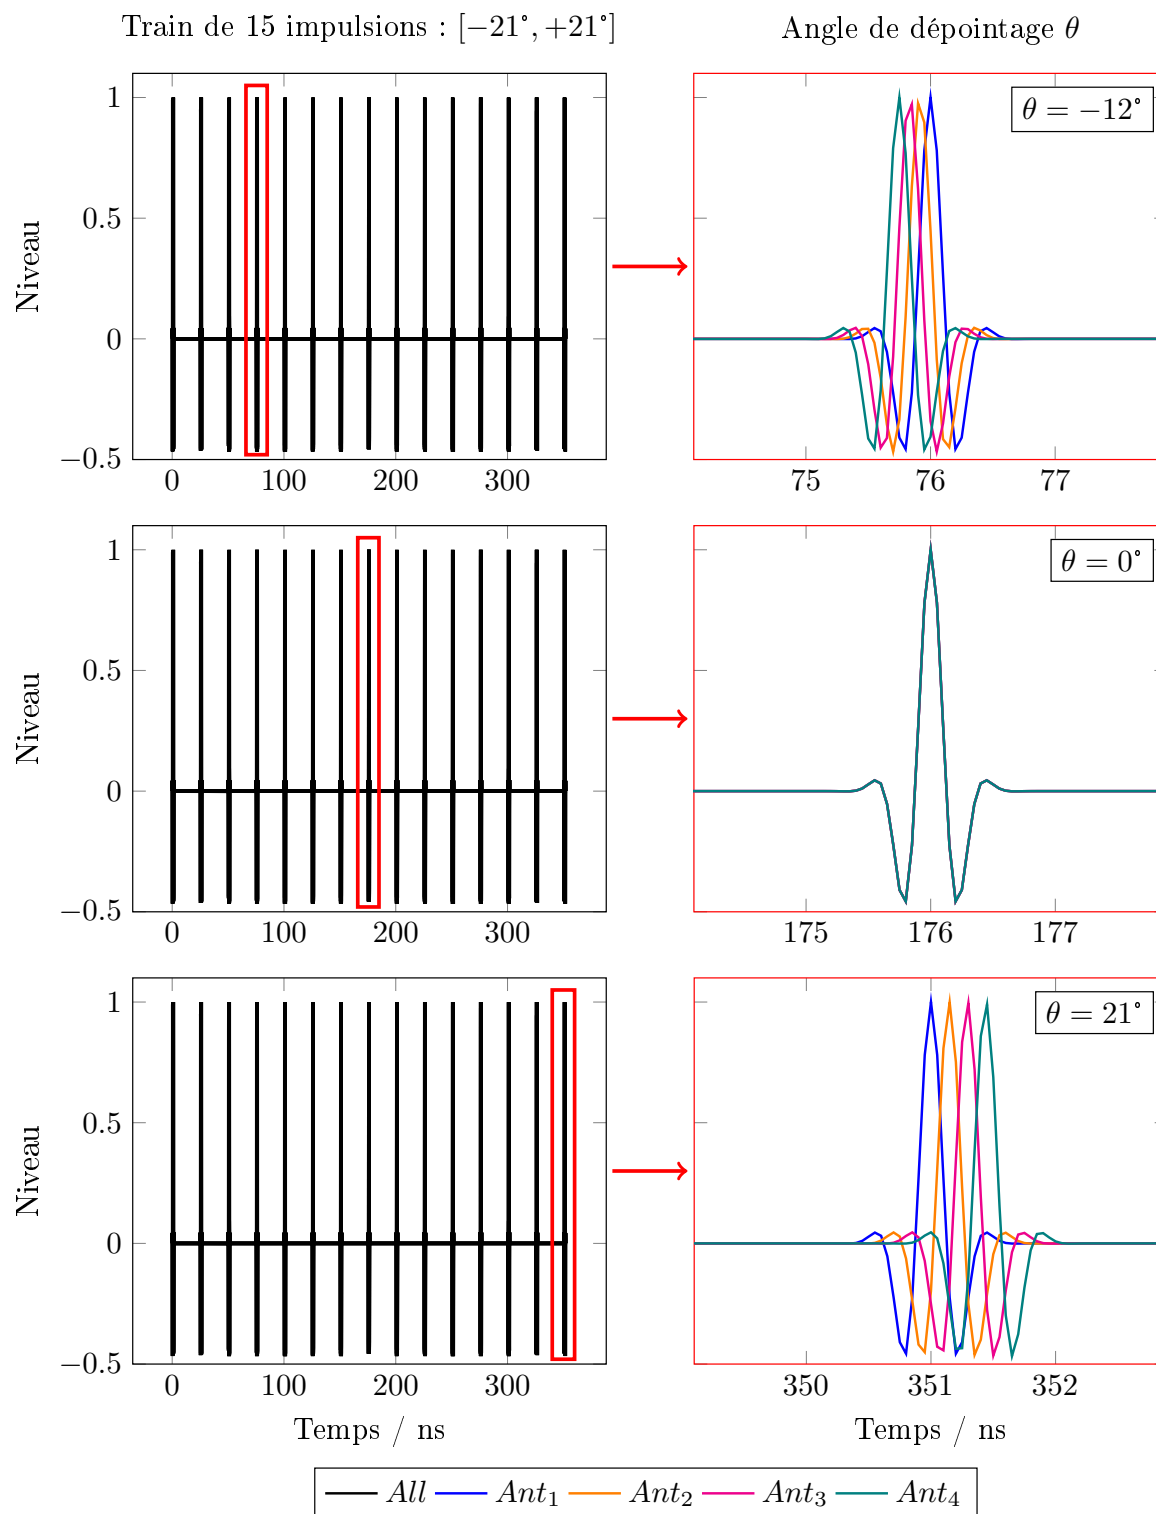 Train de 15 impulsions : [−21°, +21°]
Angle de dépointage θ
Niveau
1
0.5
0
−0.5
0 100 200 300
θ = −12°
75 76 77
Niveau
1
0.5
0
−0.5
0 100 200 300
θ = 0°
175 176 177
Niveau
1
0.5
0
−0.5
0 100 200 300
Temps / ns
θ = 21°
350 351 352
Temps / ns
All Ant₁ Ant₂ Ant₃ Ant₄